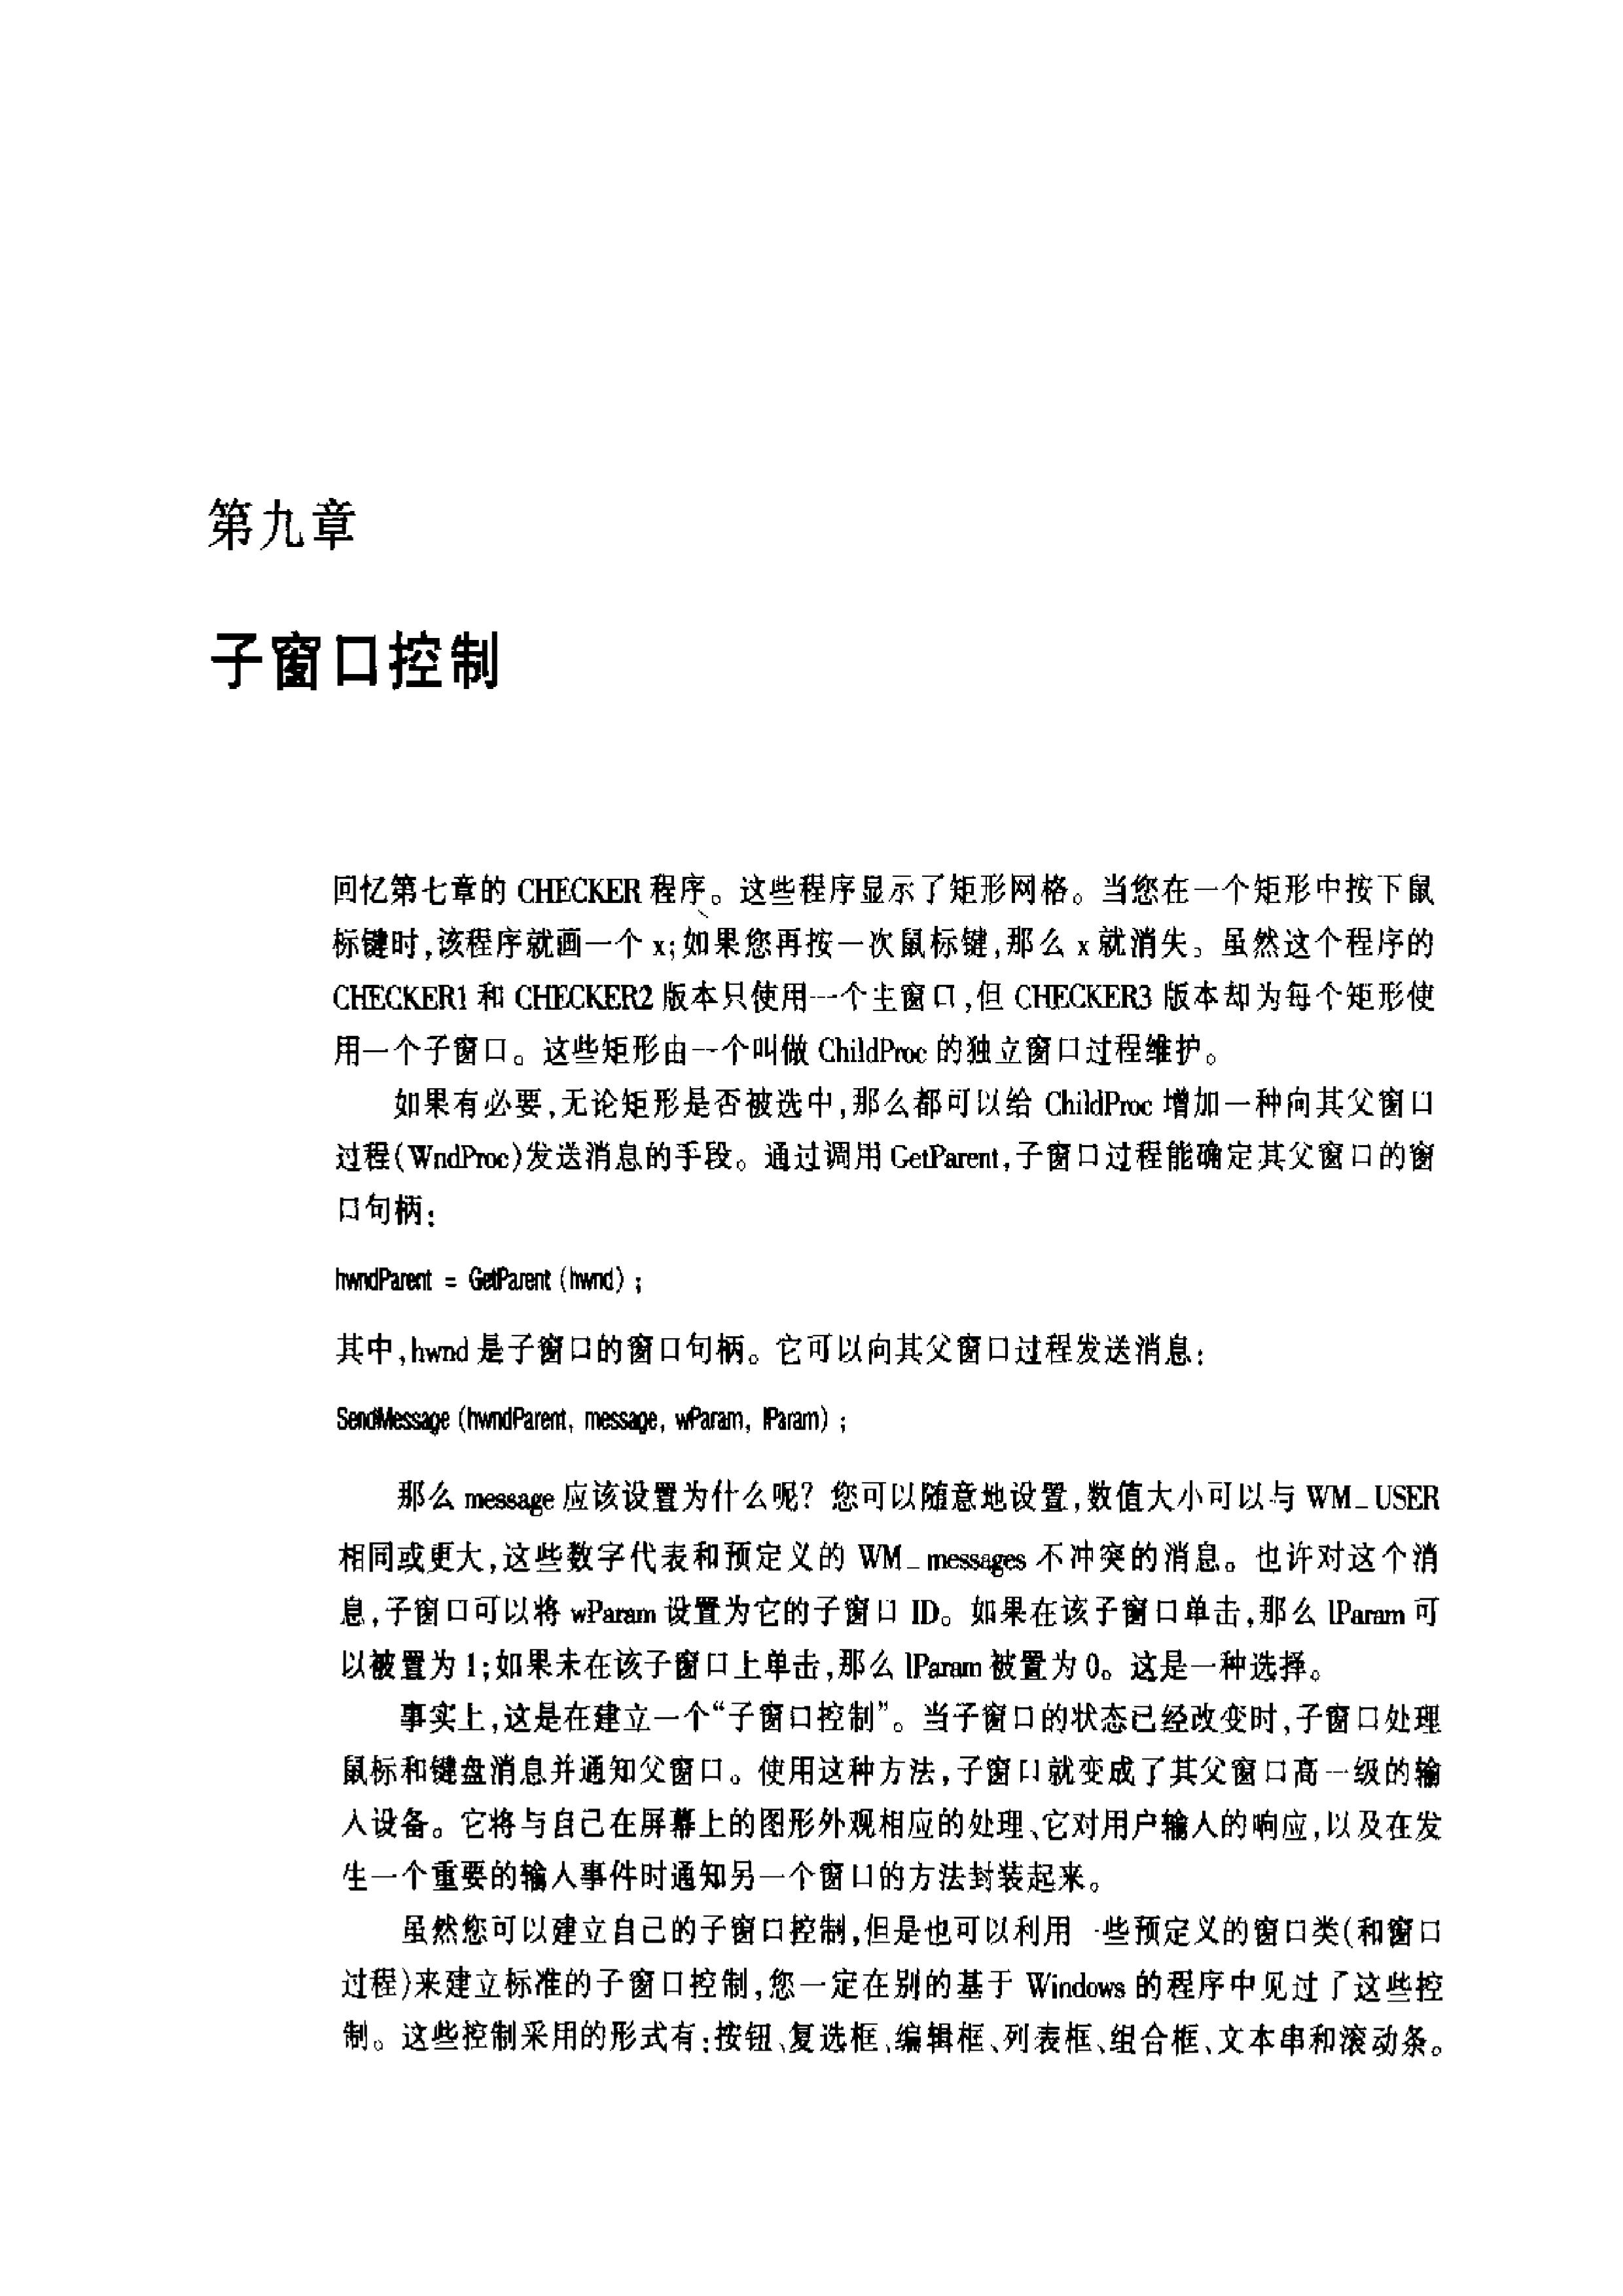 第九章
子窗口控制
回忆第七章的 CHECKER 程序。这些程序显示了矩形网格。当您在一个矩形中按下鼠
标键时,该程序就画一个 x;如果您再按一次鼠标键,那么 x 就消失。虽然这个程序的
CHECKER1 和 CHECKER2 版本只使用一个主窗口,但 CHECKER3 版本却为每个矩形使
用一个子窗口。这些矩形由一个叫做 ChildProc 的独立窗口过程维护。
如果有必要,无论矩形是否被选中,那么都可以给 ChildProc 增加一种向其父窗口
过程(WndProc)发送消息的手段。通过调用 GetParent,子窗口过程能确定其父窗口的窗
口句柄:
hwndParent = GetParent (hwnd) ;
其中,hwnd 是子窗口的窗口句柄。它可以向其父窗口过程发送消息:
SendMessage (hwndParent, message, wParam, lParam) ;
那么 message 应该设置为什么呢? 您可以随意地设置,数值大小可以与 WM_USER
相同或更大,这些数字代表和预定义的 WM_messages 不冲突的消息。也许对这个消
息,子窗口可以将 wParam 设置为它的子窗口 ID。如果在该子窗口单击,那么 lParam 可
以被置为 1;如果未在该子窗口上单击,那么 lParam 被置为 0。这是一种选择。
事实上,这是在建立一个“子窗口控制”。当子窗口的状态已经改变时,子窗口处理
鼠标和键盘消息并通知父窗口。使用这种方法,子窗口就变成了其父窗口高一级的输
入设备。它将与自己在屏幕上的图形外观相应的处理、它对用户输入的响应,以及在发
生一个重要的输入事件时通知另一个窗口的方法封装起来。
虽然您可以建立自己的子窗口控制,但是也可以利用一些预定义的窗口类(和窗口
过程)来建立标准的子窗口控制,您一定在别的基于 Windows 的程序中见过了这些控
制。这些控制采用的形式有:按钮、复选框、编辑框、列表框、组合框、文本串和滚动条。